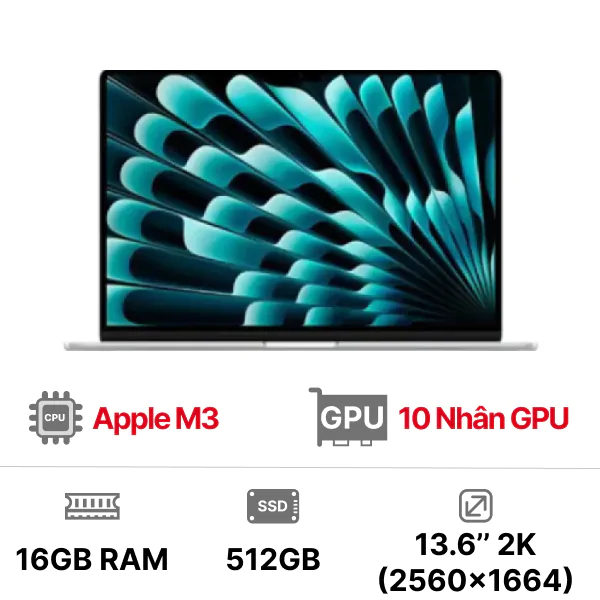 CPU Apple M3
GPU 10 Nhân GPU
SSD
16GB RAM
512GB
13.6’’ 2K
(2560×1664)